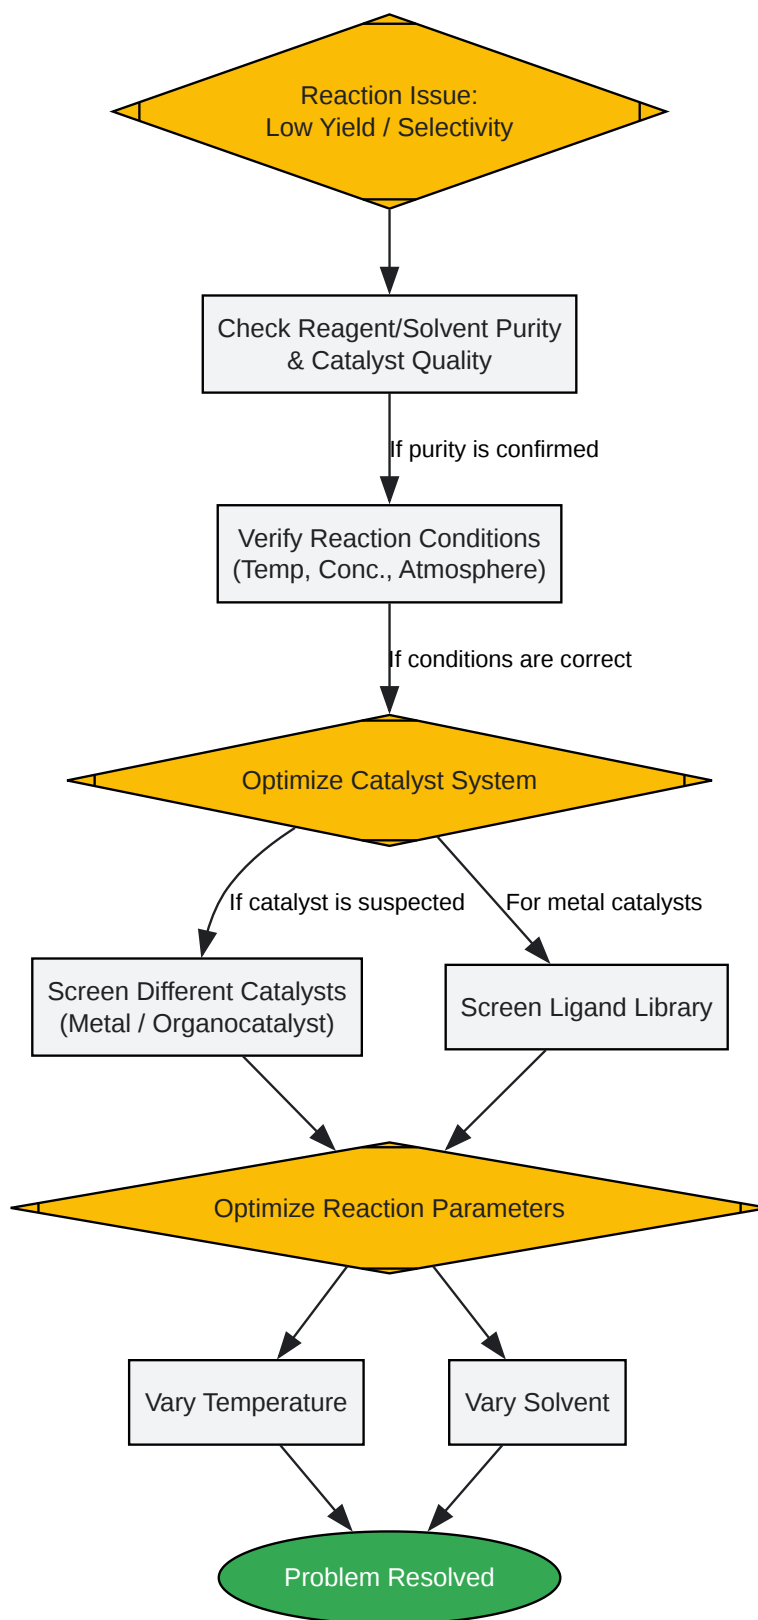 Reaction Issue:
Low Yield / Selectivity
Check Reagent/Solvent Purity
& Catalyst Quality
If purity is confirmed
Verify Reaction Conditions
(Temp, Conc., Atmosphere)
If conditions are correct
Optimize Catalyst System
If catalyst is suspected
For metal catalysts
Screen Different Catalysts
(Metal / Organocatalyst)
Screen Ligand Library
Optimize Reaction Parameters
Vary Temperature
Vary Solvent
Problem Resolved